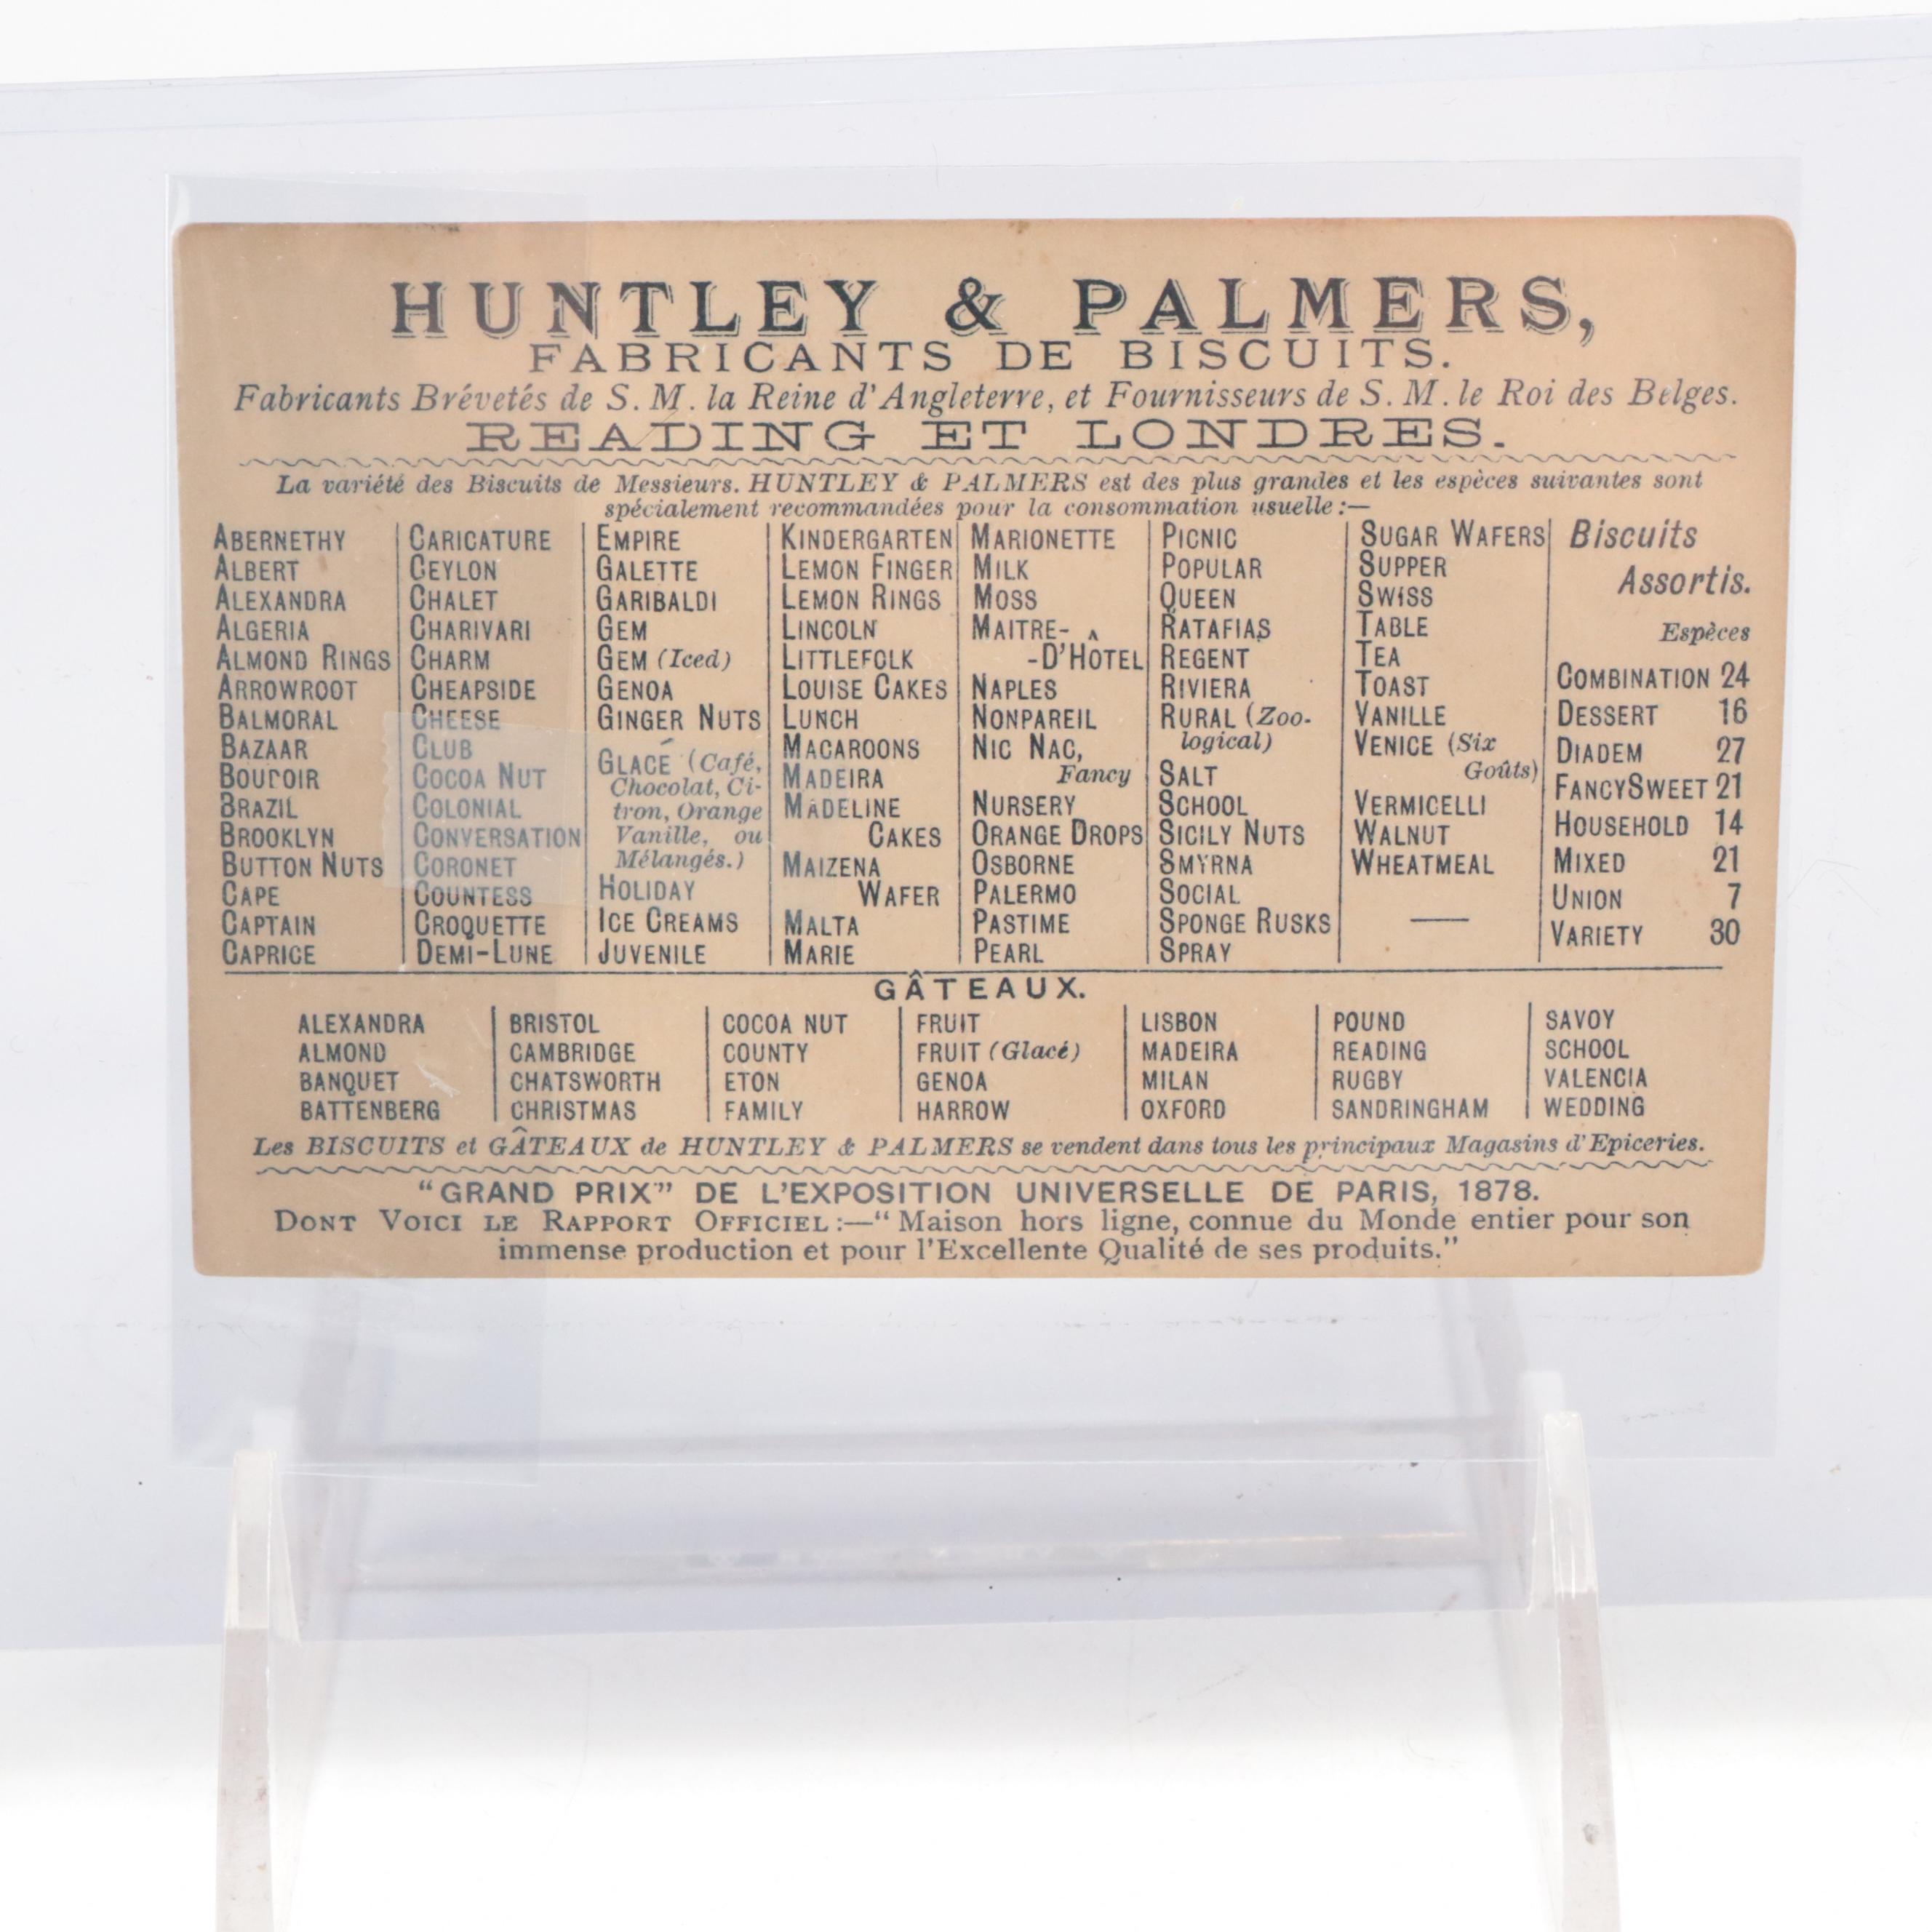 HUNTLEY & PALMERS,
FABRICANTS DE BISCUITS.
Fabricants Brévetés de S. M. la Reine d'Angleterre, et Fournisseurs de S. M. le Roi des Belges.
READING ET LONDRES.
La variété des Biscuits de Messieurs. HUNTLEY & PALMERS est des plus grandes et les espèces suivantes sont
spécialement recommandées pour la consommation usuelle:—
ABERNETHY
ALBERT
ALEXANDRA
ALGERIA
ALMOND RINGS
ARROWROOT
BALMORAL
BAZAAR
BOUDOIR
BRAZIL
BROOKLYN
BUTTON NUTS
CAPE
CAPTAIN
CAPRICE
CARICATURE
CEYLON
CHALET
CHARIVARI
CHARM
CHEAPSIDE
CHEESE
CLUB
COCOA NUT
COLONIAL
CONVERSATION
CORONET
COUNTESS
CROQUETTE
DEMI-LUNE
EMPIRE
GALETTE
GARIBALDI
GEM
GEM (Iced)
GENOA
GINGER NUTS
GLACÉ (Café,
Chocolat, Ci-
tron, Orange
Vanille, ou
Mélangés.)
HOLIDAY
ICE CREAMS
JUVENILE
KINDERGARTEN
LEMON FINGER
LEMON RINGS
LINCOLN
LITTLEFOLK
LOUISE CAKES
LUNCH
MACAROONS
MADEIRA
MADELINE
CAKES
MAIZENA
WAFER
MALTA
MARIE
MARIONETTE
MILK
MOSS
MAITRE-
-D'HÔTEL
NAPLES
NONPAREIL
NIC NAC,
Fancy
NURSERY
ORANGE DROPS
OSBORNE
PALERMO
PASTIME
PEARL
PICNIC
POPULAR
QUEEN
RATAFIAS
REGENT
RIVIERA
RURAL (Zoo-
logical)
SALT
SCHOOL
SICILY NUTS
SMYRNA
SOCIAL
SPONGE RUSKS
SPRAY
SUGAR WAFERS
SUPPER
SWISS
TABLE
TEA
TOAST
VANILLE
VENICE (Six
Goûts)
VERMICELLI
WALNUT
WHEATMEAL
Biscuits
Assortis.
Espèces
COMBINATION 24
DESSERT 16
DIADEM 27
FANCY SWEET 21
HOUSEHOLD 14
MIXED 21
UNION 7
VARIETY 30
GÂTEAUX.
ALEXANDRA
ALMOND
BANQUET
BATTENBERG
BRISTOL
CAMBRIDGE
CHATSWORTH
CHRISTMAS
COCOA NUT
COUNTY
ETON
FAMILY
FRUIT
FRUIT (Glacé)
GENOA
HARROW
LISBON
MADEIRA
MILAN
OXFORD
POUND
READING
RUGBY
SANDRINGHAM
SAVOY
SCHOOL
VALENCIA
WEDDING
Les BISCUITS et GÂTEAUX de HUNTLEY & PALMERS se vendent dans tous les principaux Magasins d'Epiceries.
"GRAND PRIX" DE L'EXPOSITION UNIVERSELLE DE PARIS, 1878.
DONT VOICI LE RAPPORT OFFICIEL:—"Maison hors ligne, connue du Monde entier pour son
immense production et pour l'Excellente Qualité de ses produits."